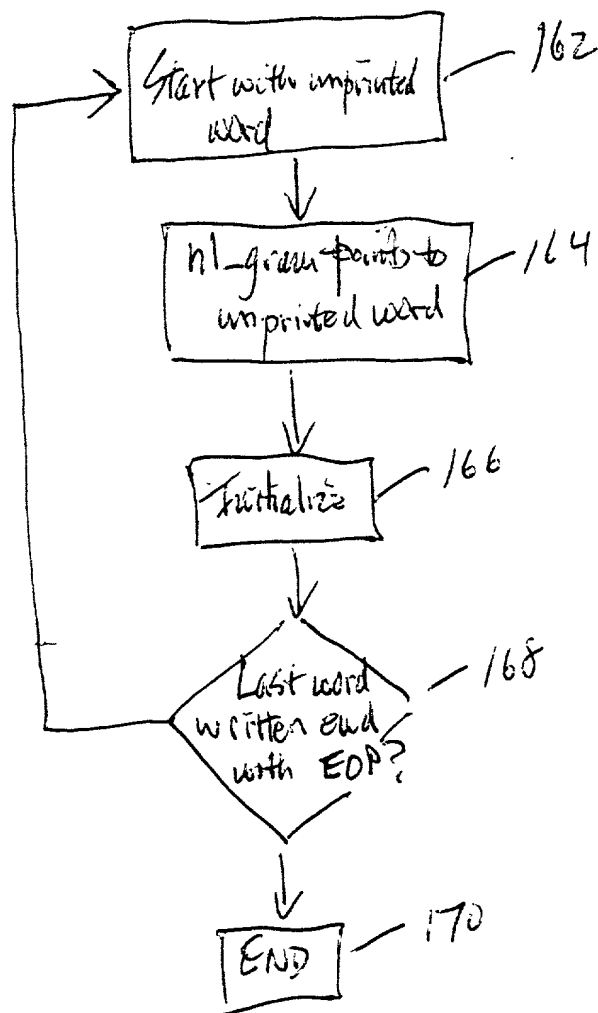 162
Start with unprinted
word
164
nl_gram points to
unprinted word
166
Initialize
168
Last word
written end
with EOP?
170
END